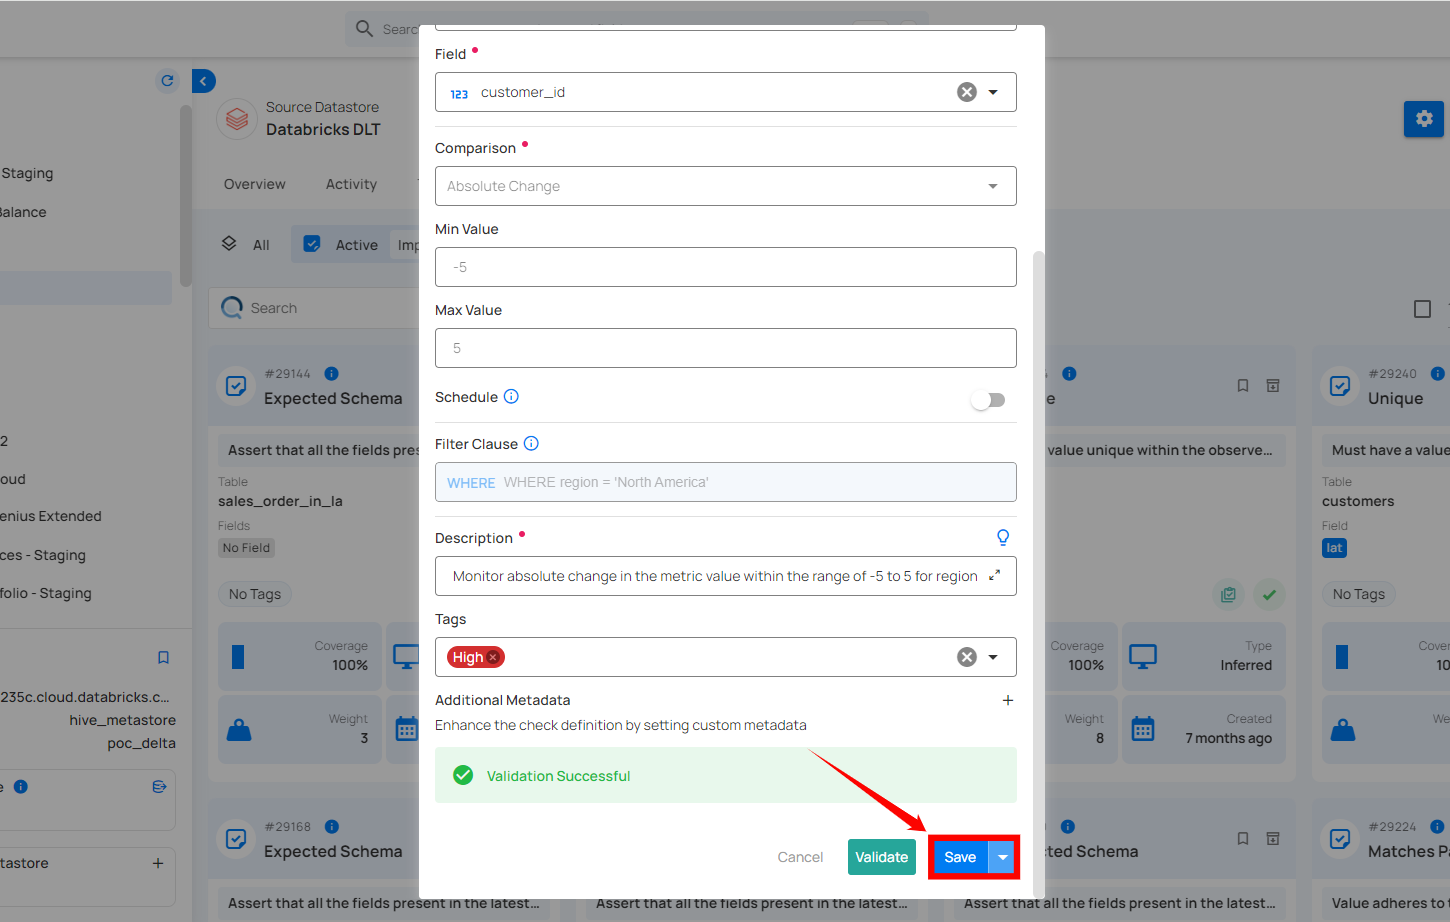 Searc
Source Datastore
Databricks DLT
Overview
Activity
All
Active
Imp
Search
Staging
Balance
2
oud
enius Extended
ces - Staging
folio - Staging
235c.cloud.databricks.c...
hive_metastore
poc_delta
e
tastore
#29144
Expected Schema
Assert that all the fields pres
Table
sales_order_in_la
Fields
No Field
No Tags
Coverage
100%
Weight
3
#29168
Expected Schema
Assert that all the fields present in the latest...
Field
123 customer_id
Comparison
Absolute Change
Min Value
-5
Max Value
5
Schedule
Filter Clause
WHERE WHERE region = 'North America'
Description
Monitor absolute change in the metric value within the range of -5 to 5 for region
Tags
High
Additional Metadata
Enhance the check definition by setting custom metadata
Validation Successful
Cancel
Validate
Save
Assert that all the fields present in the latest...
e
value unique within the observe...
Coverage
100%
Type
Inferred
Weight
8
Created
7 months ago
ted Schema
Assert that all the fields present in the latest...
#29240
Unique
Must have a value
Table
customers
Field
lat
No Tags
Cover
10
We
#29224
Matches Pa
Value adheres to t